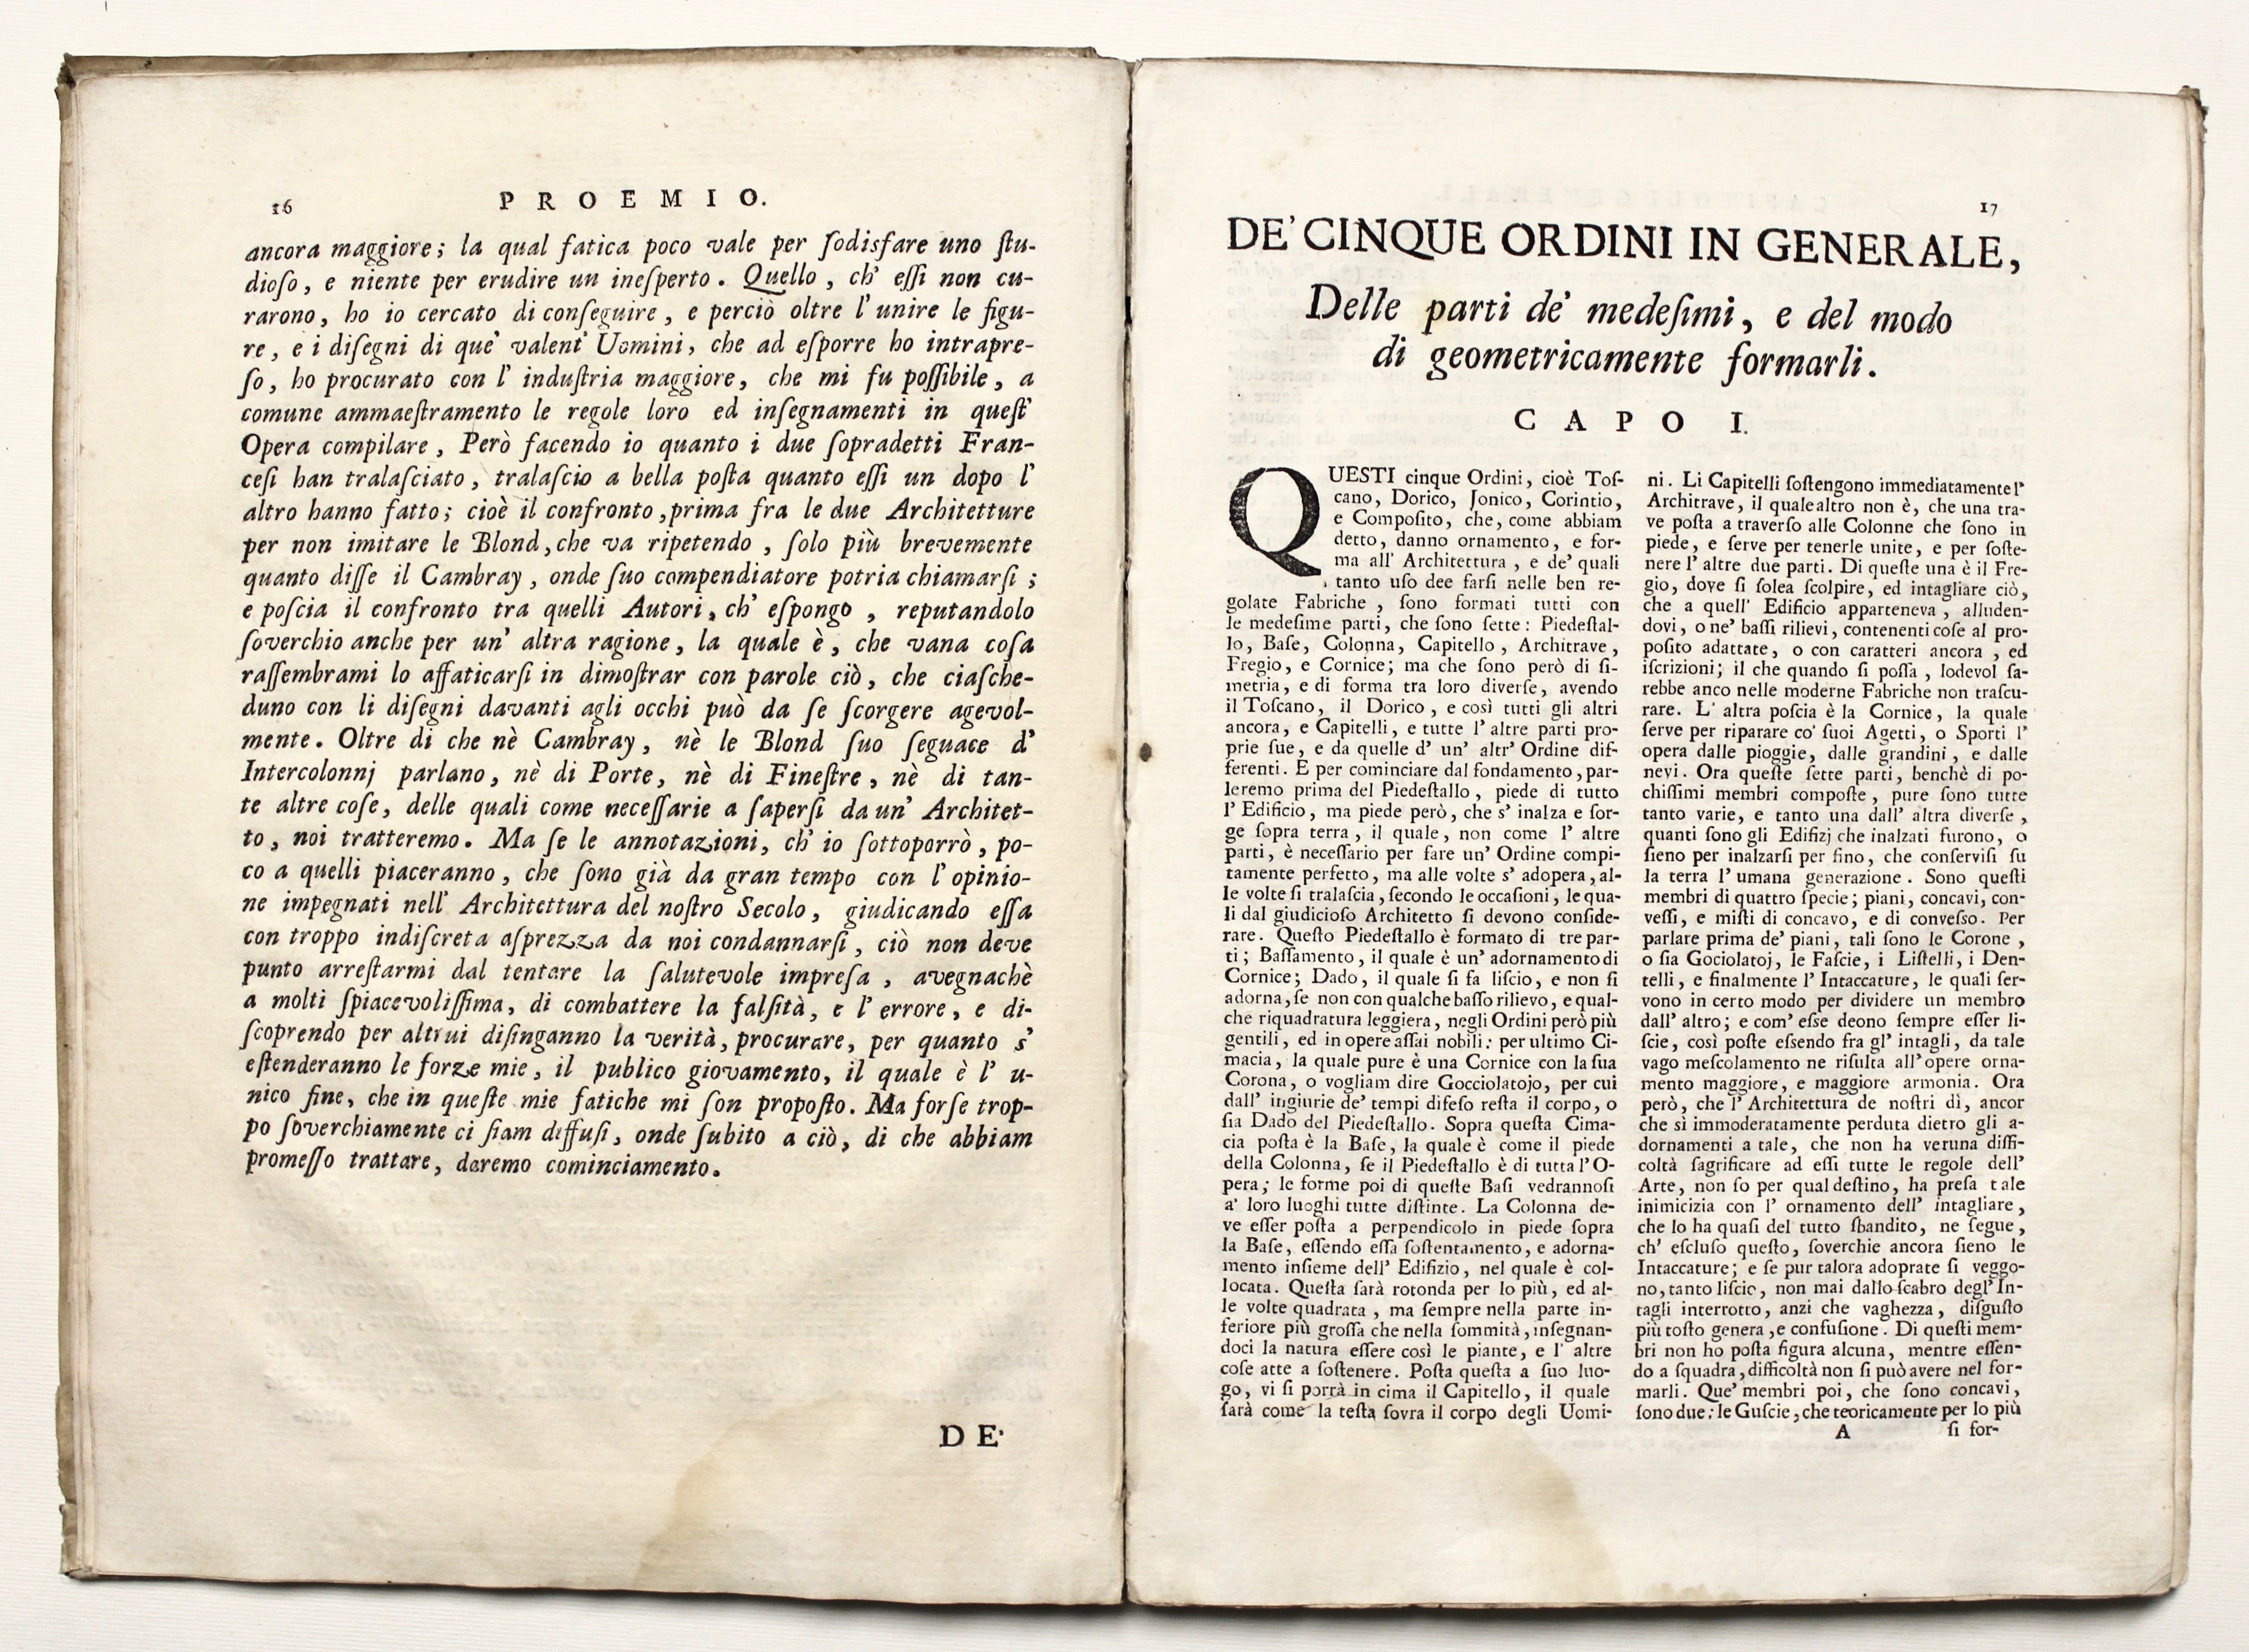 16
PROEMIO.
ancora maggiore; la qual fatica poco vale per ſodisfare uno ſtu-
dioſo, e niente per erudire un ineſperto. Quello, ch' eſſi non cu-
rarono, ho io cercato di conſeguire, e perciò oltre l' unire le figu-
re, e i diſegni di que' valent' Uomini, che ad eſporre ho intrapre-
ſo, ho procurato con l' induſtria maggiore, che mi fu poſſibile, a
comune ammaeſtramento le regole loro ed inſegnamenti in queſt'
Opera compilare, Però facendo io quanto i due ſopradetti Fran-
ceſi han tralaſciato, tralaſcio a bella poſta quanto eſſi un dopo l'
altro hanno fatto; cioè il confronto, prima fra le due Architetture
per non imitare le Blond, che va ripetendo, ſolo più brevemente
quanto diſſe il Cambray, onde ſuo compendiatore potria chiamarſi;
e poſcia il confronto tra quelli Autori, ch' eſpongo, reputandolo
ſoverchio anche per un' altra ragione, la quale è, che vana coſa
raſſembrami lo affaticarſi in dimoſtrar con parole ciò, che ciaſche-
duno con li diſegni davanti agli occhi può da ſe ſcorgere agevol-
mente. Oltre di che nè Cambray, nè le Blond ſuo ſeguace d'
Intercolonnj parlano, nè di Porte, nè di Fineſtre, nè di tan-
te altre coſe, delle quali come neceſſarie a ſaperſi da un' Architet-
to, noi tratteremo. Ma ſe le annotazioni, ch' io ſottoporrò, po-
co a quelli piaceranno, che ſono già da gran tempo con l' opinio-
ne impegnati nell' Architettura del noſtro Secolo, giudicando eſſa
con troppo indiſcreta aſprezza da noi condannarſi, ciò non deve
punto arreſtarmi dal tentare la ſalutevole impreſa, avegnachè
a molti ſpiacevoliſſima, di combattere la falſità, e l' errore, e di-
ſcoprendo per altrui diſinganno la verità, procurare, per quanto s'
eſtenderanno le forze mie, il publico giovamento, il quale è l' u-
nico fine, che in queſte mie fatiche mi ſon propoſto. Ma forſe trop-
po ſoverchiamente ci ſiam diffuſi, onde ſubito a ciò, di che abbiam
promeſſo trattare, daremo cominciamento.
DE'
17
DE' CINQUE ORDINI IN GENERALE,
Delle parti de' medeſimi, e del modo
di geometricamente formarli.
CAPO I.
QUESTI cinque Ordini, cioè Toſ-
cano, Dorico, Jonico, Corintio,
e Compoſito, che, come abbiam
detto, danno ornamento, e for-
ma all' Architettura, e de' quali
tanto uſo dee farſi nelle ben re-
golate Fabriche, ſono formati tutti con
le medeſime parti, che ſono ſette: Piedeſtal-
lo, Baſe, Colonna, Capitello, Architrave,
Fregio, e Cornice; ma che ſono però di ſi-
metria, e di forma tra loro diverſe, avendo
il Toſcano, il Dorico, e così tutti gli altri
ancora, e Capitelli, e tutte l' altre parti pro-
prie ſue, e da quelle d' un' altr' Ordine dif-
ferenti. E per cominciare dal fondamento, par-
leremo prima del Piedeſtallo, piede di tutto
l' Edificio, ma piede però, che s' inalza e ſor-
ge ſopra terra, il quale, non come l' altre
parti, è neceſſario per fare un' Ordine compi-
tamente perfetto, ma alle volte s' adopera, al-
le volte ſi tralaſcia, ſecondo le occaſioni, le qua-
li dal giudicioſo Architetto ſi devono conſide-
rare. Queſto Piedeſtallo è formato di tre par-
ti; Baſſamento, il quale è un' adornamento di
Cornice; Dado, il quale ſi fa liſcio, e non ſi
adorna, ſe non con qualche baſſo rilievo, e qual-
che riquadratura leggiera, negli Ordini però più
gentili, ed in opere aſſai nobili: per ultimo Ci-
macia, la quale pure è una Cornice con la ſua
Corona, o vogliam dire Gocciolatojo, per cui
dall' ingiurie de' tempi difeſo reſta il corpo, o
ſia Dado del Piedeſtallo. Sopra queſta Cima-
cia poſta è la Baſe, la quale è come il piede
della Colonna, ſe il Piedeſtallo è di tutta l' O-
pera; le forme poi di queſte Baſi vedrannoſi
a' loro luoghi tutte diſtinte. La Colonna de-
ve eſſer poſta a perpendicolo in piede ſopra
la Baſe, eſſendo eſſa ſoſtentamento, e adorna-
mento inſieme dell' Edifizio, nel quale è col-
locata. Queſta ſarà rotonda per lo più, ed al-
le volte quadrata, ma ſempre nella parte in-
feriore più groſſa che nella ſommità, inſegnan-
doci la natura eſſere così le piante, e l' altre
coſe atte a ſoſtenere. Poſta queſta a ſuo luo-
go, vi ſi porrà in cima il Capitello, il quale
ſarà come la teſta ſovra il corpo degli Uomi-
ni. Li Capitelli ſoſtengono immediatamente l'
Architrave, il quale altro non è, che una tra-
ve poſta a traverſo alle Colonne che ſono in
piede, e ſerve per tenerle unite, e per ſoſte-
nere l' altre due parti. Di queſte una è il Fre-
gio, dove ſi ſolea ſcolpire, ed intagliare ciò,
che a quell' Edificio apparteneva, alluden-
dovi, o ne' baſſi rilievi, contenenti coſe al pro-
poſito adattate, o con caratteri ancora, ed
iſcrizioni; il che quando ſi poſſa, lodevol ſa-
rebbe anco nelle moderne Fabriche non traſcu-
rare. L' altra poſcia è la Cornice, la quale
ſerve per riparare co' ſuoi Agetti, o Sporti l'
opera dalle pioggie, dalle grandini, e dalle
nevi. Ora queſte ſette parti, benchè di po-
chiſſimi membri compoſte, pure ſono tutte
tanto varie, e tanto una dall' altra diverſe,
quanti ſono gli Edifizj che inalzati furono, o
ſieno per inalzarſi per fino, che conſerviſi ſu
la terra l' umana generazione. Sono queſti
membri di quattro ſpecie; piani, concavi, con-
veſſi, e miſti di concavo, e di conveſſo. Per
parlare prima de' piani, tali ſono le Corone,
o ſia Gociolatoj, le Faſcie, i Liſtelli, i Den-
telli, e finalmente l' Intaccature, le quali ſer-
vono in certo modo per dividere un membro
dall' altro; e com' eſſe deono ſempre eſſer li-
ſcie, così poſte eſſendo fra gl' intagli, da tale
vago meſcolamento ne riſulta all' opere orna-
mento maggiore, e maggiore armonia. Ora
però, che l' Architettura de noſtri dì, ancor
che sì immoderatamente perduta dietro gli a-
dornamenti a tale, che non ha veruna diffi-
coltà ſagrificare ad eſſi tutte le regole dell'
Arte, non ſo per qual deſtino, ha preſa tale
inimicizia con l' ornamento dell' intagliare,
che lo ha quaſi del tutto sbandito, ne ſegue,
ch' eſcluſo queſto, ſoverchie ancora ſieno le
Intaccature; e ſe pur talora adoprate ſi veggo-
no, tanto liſcio, non mai dallo ſcabro degl' In-
tagli interrotto, anzi che vaghezza, diſguſto
più toſto genera, e confuſione. Di queſti mem-
bri non ho poſta figura alcuna, mentre eſſen-
do a ſquadra, difficoltà non ſi può avere nel for-
marli. Que' membri poi, che ſono concavi,
ſono due: le Guſcie, che teoricamente per lo più
A
ſi for-